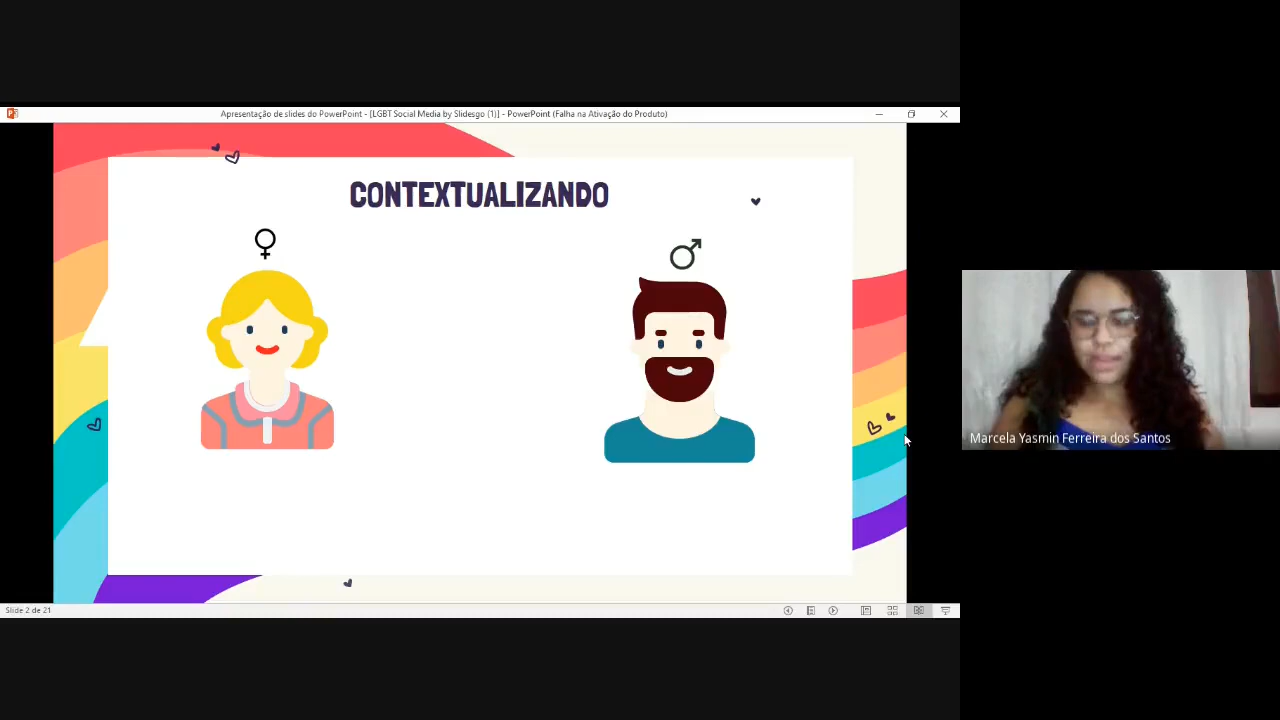 Apresentação de slides do PowerPoint - [LGBT Social Media by Slidesgo (1)] - PowerPoint (Falha na Ativação do Produto)
CONTEXTUALIZANDO
Marcela Yasmin Ferreira dos Santos
Slide 2 de 21